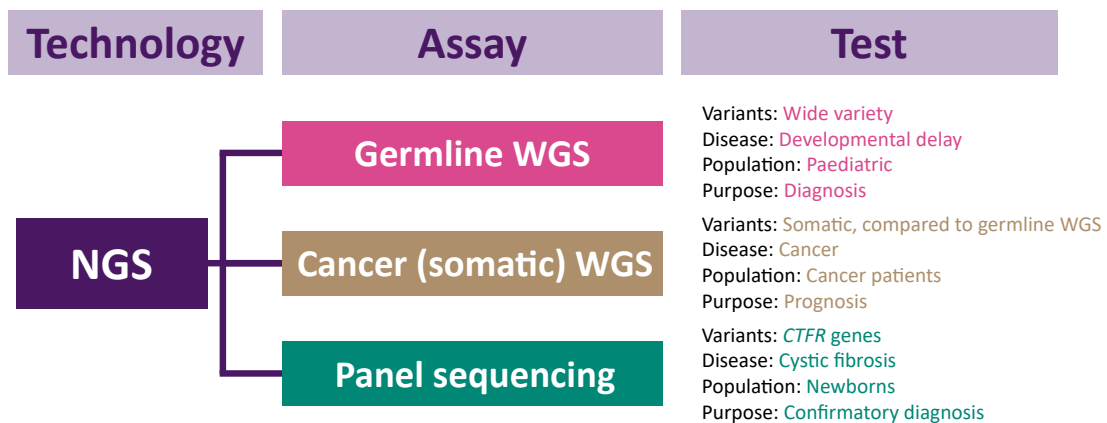 Technology
Assay
Test
NGS
Germline WGS
Variants: Wide variety
Disease: Developmental delay
Population: Paediatric
Purpose: Diagnosis
Cancer (somatic) WGS
Variants: Somatic, compared to germline WGS
Disease: Cancer
Population: Cancer patients
Purpose: Prognosis
Panel sequencing
Variants: CTFR genes
Disease: Cystic fibrosis
Population: Newborns
Purpose: Confirmatory diagnosis